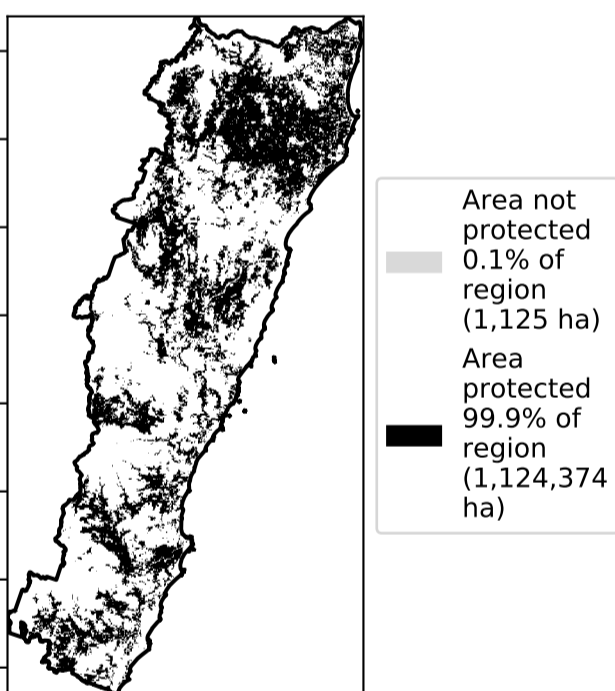 Area not
protected
0.1% of
region
(1,125 ha)
Area
protected
99.9% of
region
(1,124,374
ha)